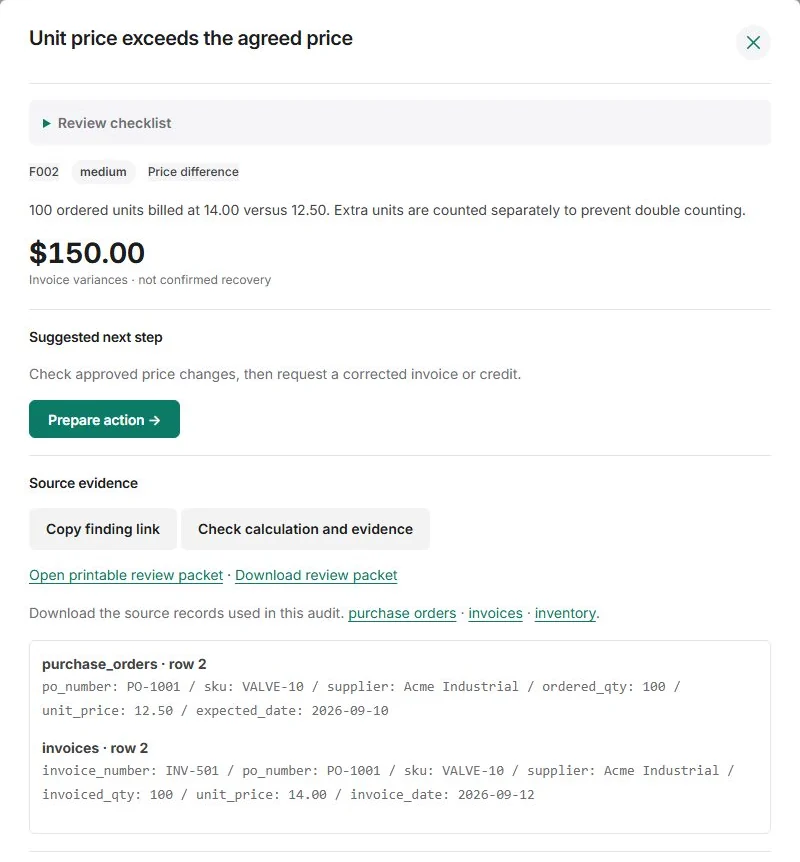 Unit price exceeds the agreed price
Review checklist
F002 medium Price difference
100 ordered units billed at 14.00 versus 12.50. Extra units are counted separately to prevent double counting.
$150.00
Invoice variances · not confirmed recovery
Suggested next step
Check approved price changes, then request a corrected invoice or credit.
Prepare action →
Source evidence
Copy finding link Check calculation and evidence
Open printable review packet · Download review packet
Download the source records used in this audit. purchase orders · invoices · inventory.
purchase_orders · row 2
po_number: PO-1001 / sku: VALVE-10 / supplier: Acme Industrial / ordered_qty: 100 /
unit_price: 12.50 / expected_date: 2026-09-10
invoices · row 2
invoice_number: INV-501 / po_number: PO-1001 / sku: VALVE-10 / supplier: Acme Industrial /
invoiced_qty: 100 / unit_price: 14.00 / invoice_date: 2026-09-12